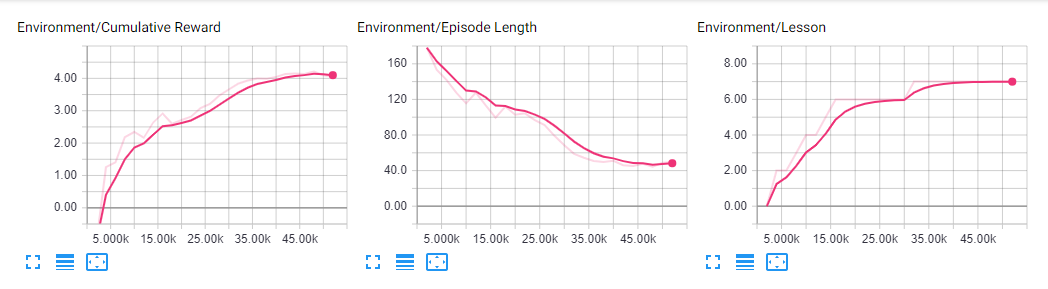 Environment/Cumulative Reward
4.00
3.00
2.00
1.00
0.00
5.000k 15.00k 25.00k 35.00k 45.00k
Environment/Episode Length
160
120
80.0
40.0
0.00
5.000k 15.00k 25.00k 35.00k 45.00k
Environment/Lesson
8.00
6.00
4.00
2.00
0.00
5.000k 15.00k 25.00k 35.00k 45.00k